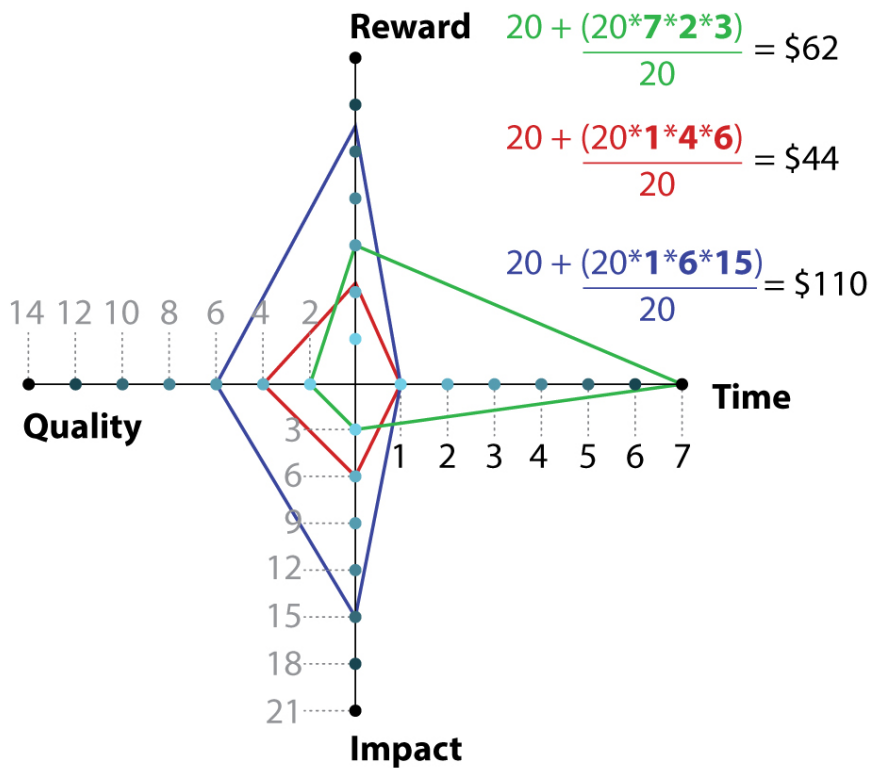 Reward
20 + (20*7*2*3)
20
= $62
20 + (20*1*4*6)
20
= $44
20 + (20*1*6*15)
20
= $110
14 12 10 8 6 4 2
Quality
Time
1 2 3 4 5 6 7
3
6
9
12
15
18
21
Impact